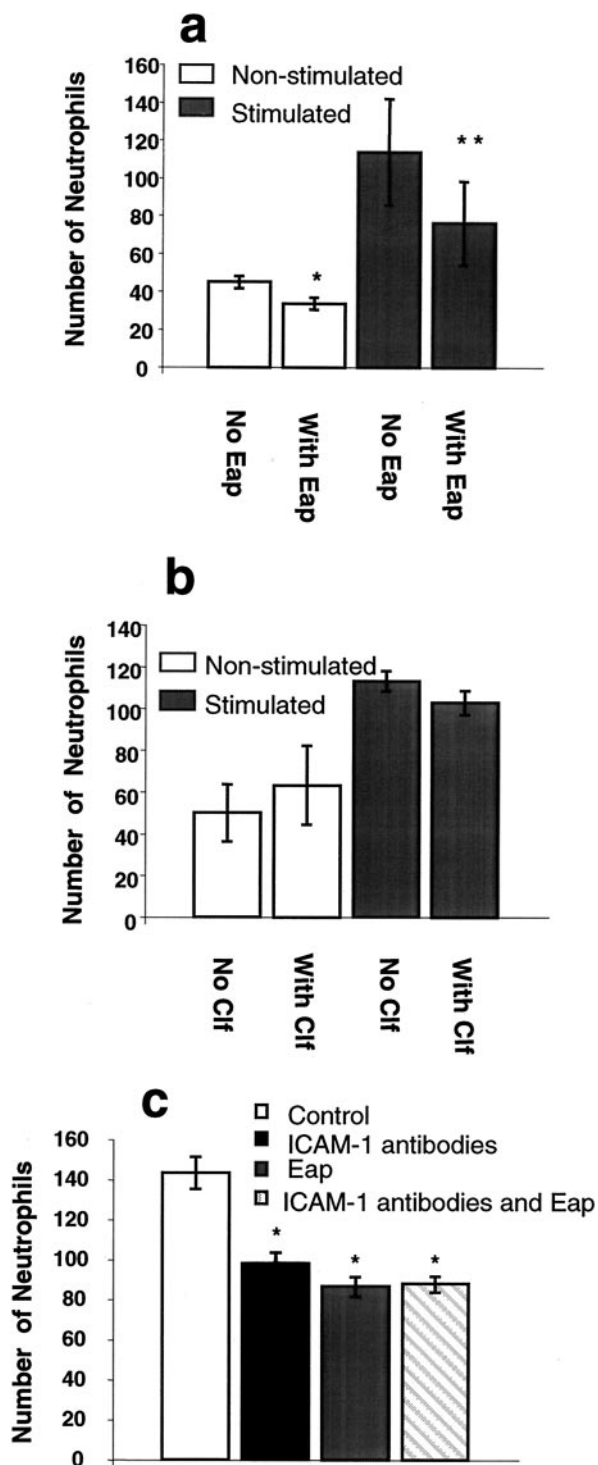 a
160
140
120
100
80
60
40
20
0
Number of Neutrophils
Non-stimulated
Stimulated
*
* *
No Eap
With Eap
No Eap
With Eap
b
140
120
100
80
60
40
20
0
Number of Neutrophils
Non-stimulated
Stimulated
No Clf
With Clf
No Clf
With Clf
c
160
140
120
100
80
60
40
20
0
Number of Neutrophils
Control
ICAM-1 antibodies
Eap
ICAM-1 antibodies and Eap
*
*
*